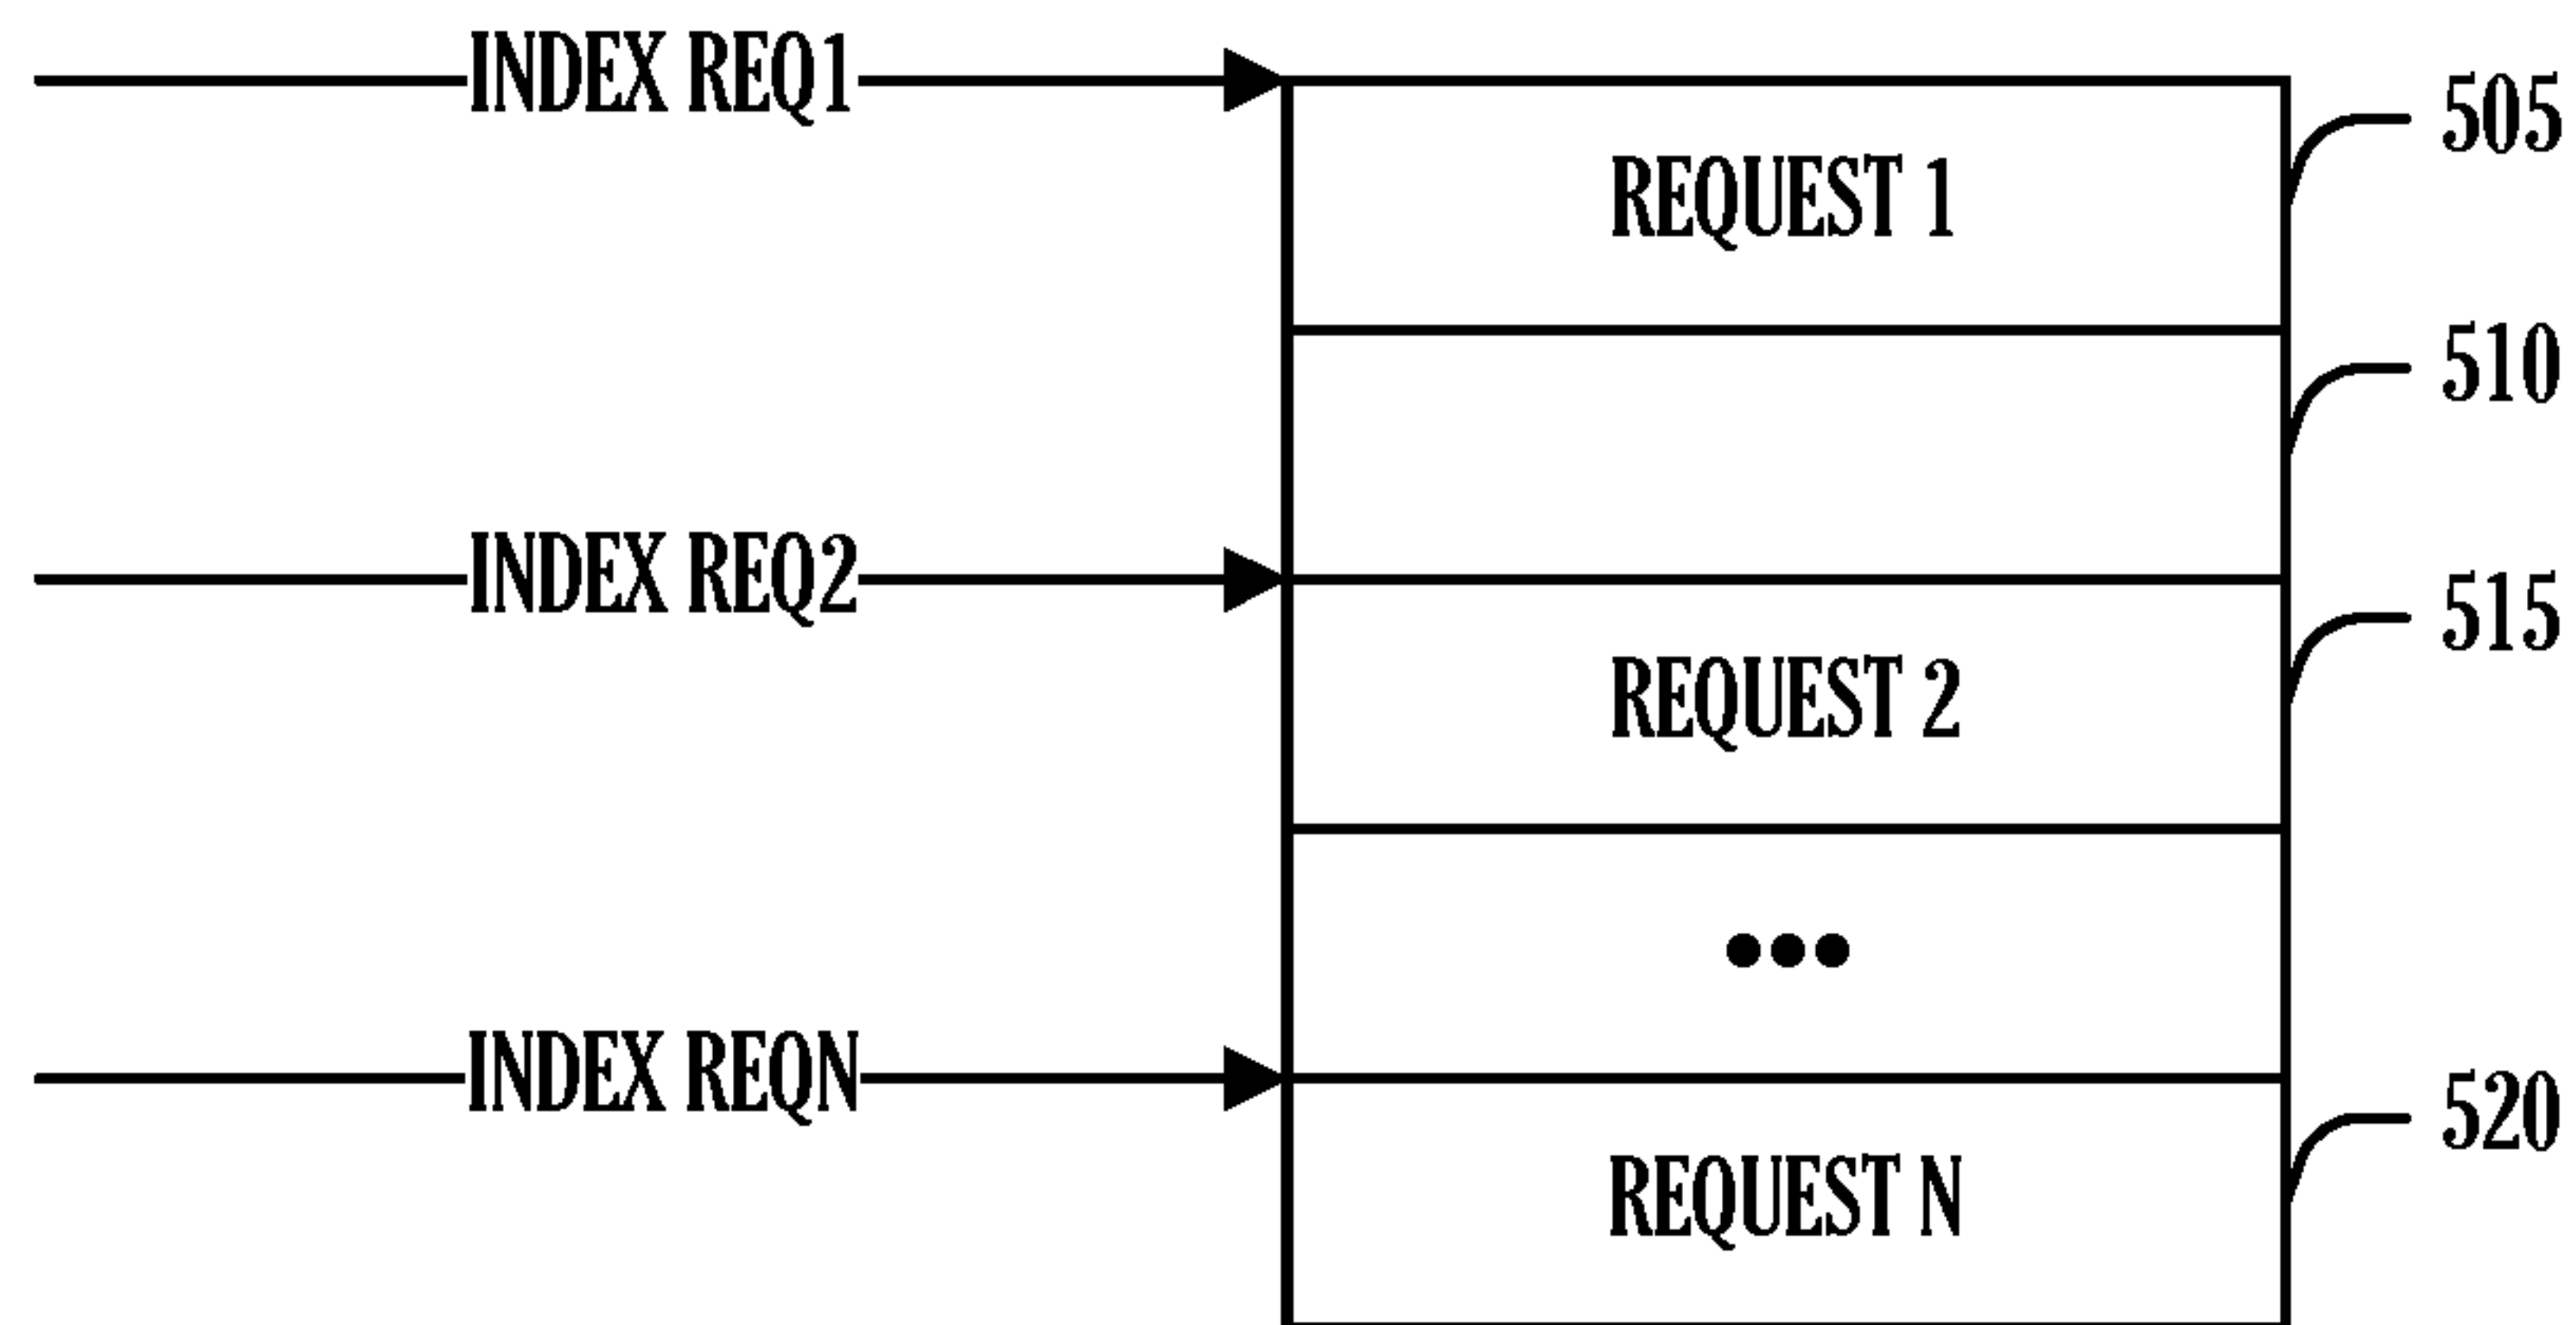 INDEX REQ1
505
REQUEST 1
510
INDEX REQ2
515
REQUEST 2
•••
INDEX REQN
520
REQUEST N